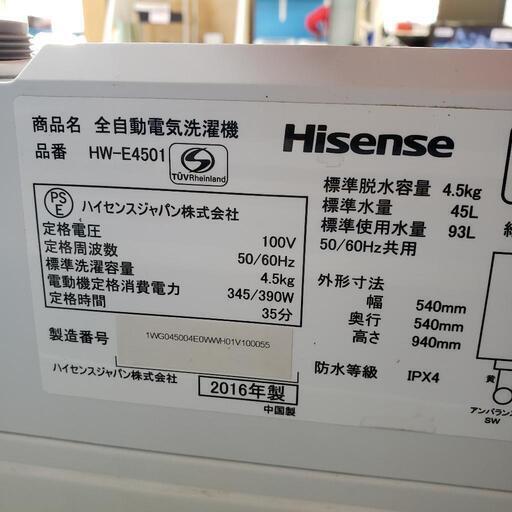 商品名 全自動電気洗濯機
品番 HW-E4501
TÜVRheinland
Hisense
PS
E
ハイセンスジャパン株式会社
定格電圧 100V
定格周波数 50/60Hz
標準洗濯容量 4.5kg
電動機定格消費電力 345/390W
定格時間 35分
製造番号
ハイセンスジャパン株式会社
2016年製
中国製
標準脱水容量 4.5kg
標準水量 45L
標準使用水量 93L
50/60Hz共用
外形寸法
幅 540mm
奥行 540mm
高さ 940mm
防水等級 IPX4
黄
アンバランス
SW